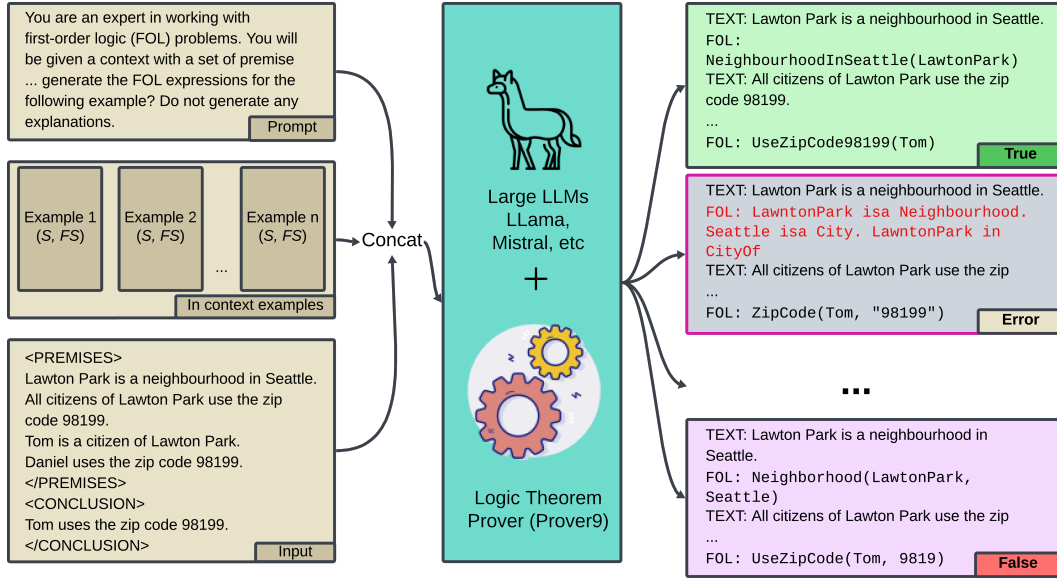 You are an expert in working with
first-order logic (FOL) problems. You will
be given a context with a set of premise
... generate the FOL expressions for the
following example? Do not generate any
explanations.
Prompt
Example 1
(S, FS)
Example 2
(S, FS)
...
Example n
(S, FS)
In context examples
<PREMISES>
Lawton Park is a neighbourhood in Seattle.
All citizens of Lawton Park use the zip
code 98199.
Tom is a citizen of Lawton Park.
Daniel uses the zip code 98199.
</PREMISES>
<CONCLUSION>
Tom uses the zip code 98199.
</CONCLUSION>
Input
Concat
Large LLMs
LLama,
Mistral, etc
+
Logic Theorem
Prover (Prover9)
TEXT: Lawton Park is a neighbourhood in Seattle.
FOL:
NeighbourhoodInSeattle(LawtonPark)
TEXT: All citizens of Lawton Park use the zip
code 98199.
...
FOL: UseZipCode98199(Tom)
True
TEXT: Lawton Park is a neighbourhood in Seattle.
FOL: LawntonPark isa Neighbourhood.
Seattle isa City. LawntonPark in
CityOf
TEXT: All citizens of Lawton Park use the zip
...
FOL: ZipCode(Tom, "98199")
Error
...
TEXT: Lawton Park is a neighbourhood in
Seattle.
FOL: Neighborhood(LawtonPark,
Seattle)
TEXT: All citizens of Lawton Park use the zip
...
FOL: UseZipCode(Tom, 9819)
False